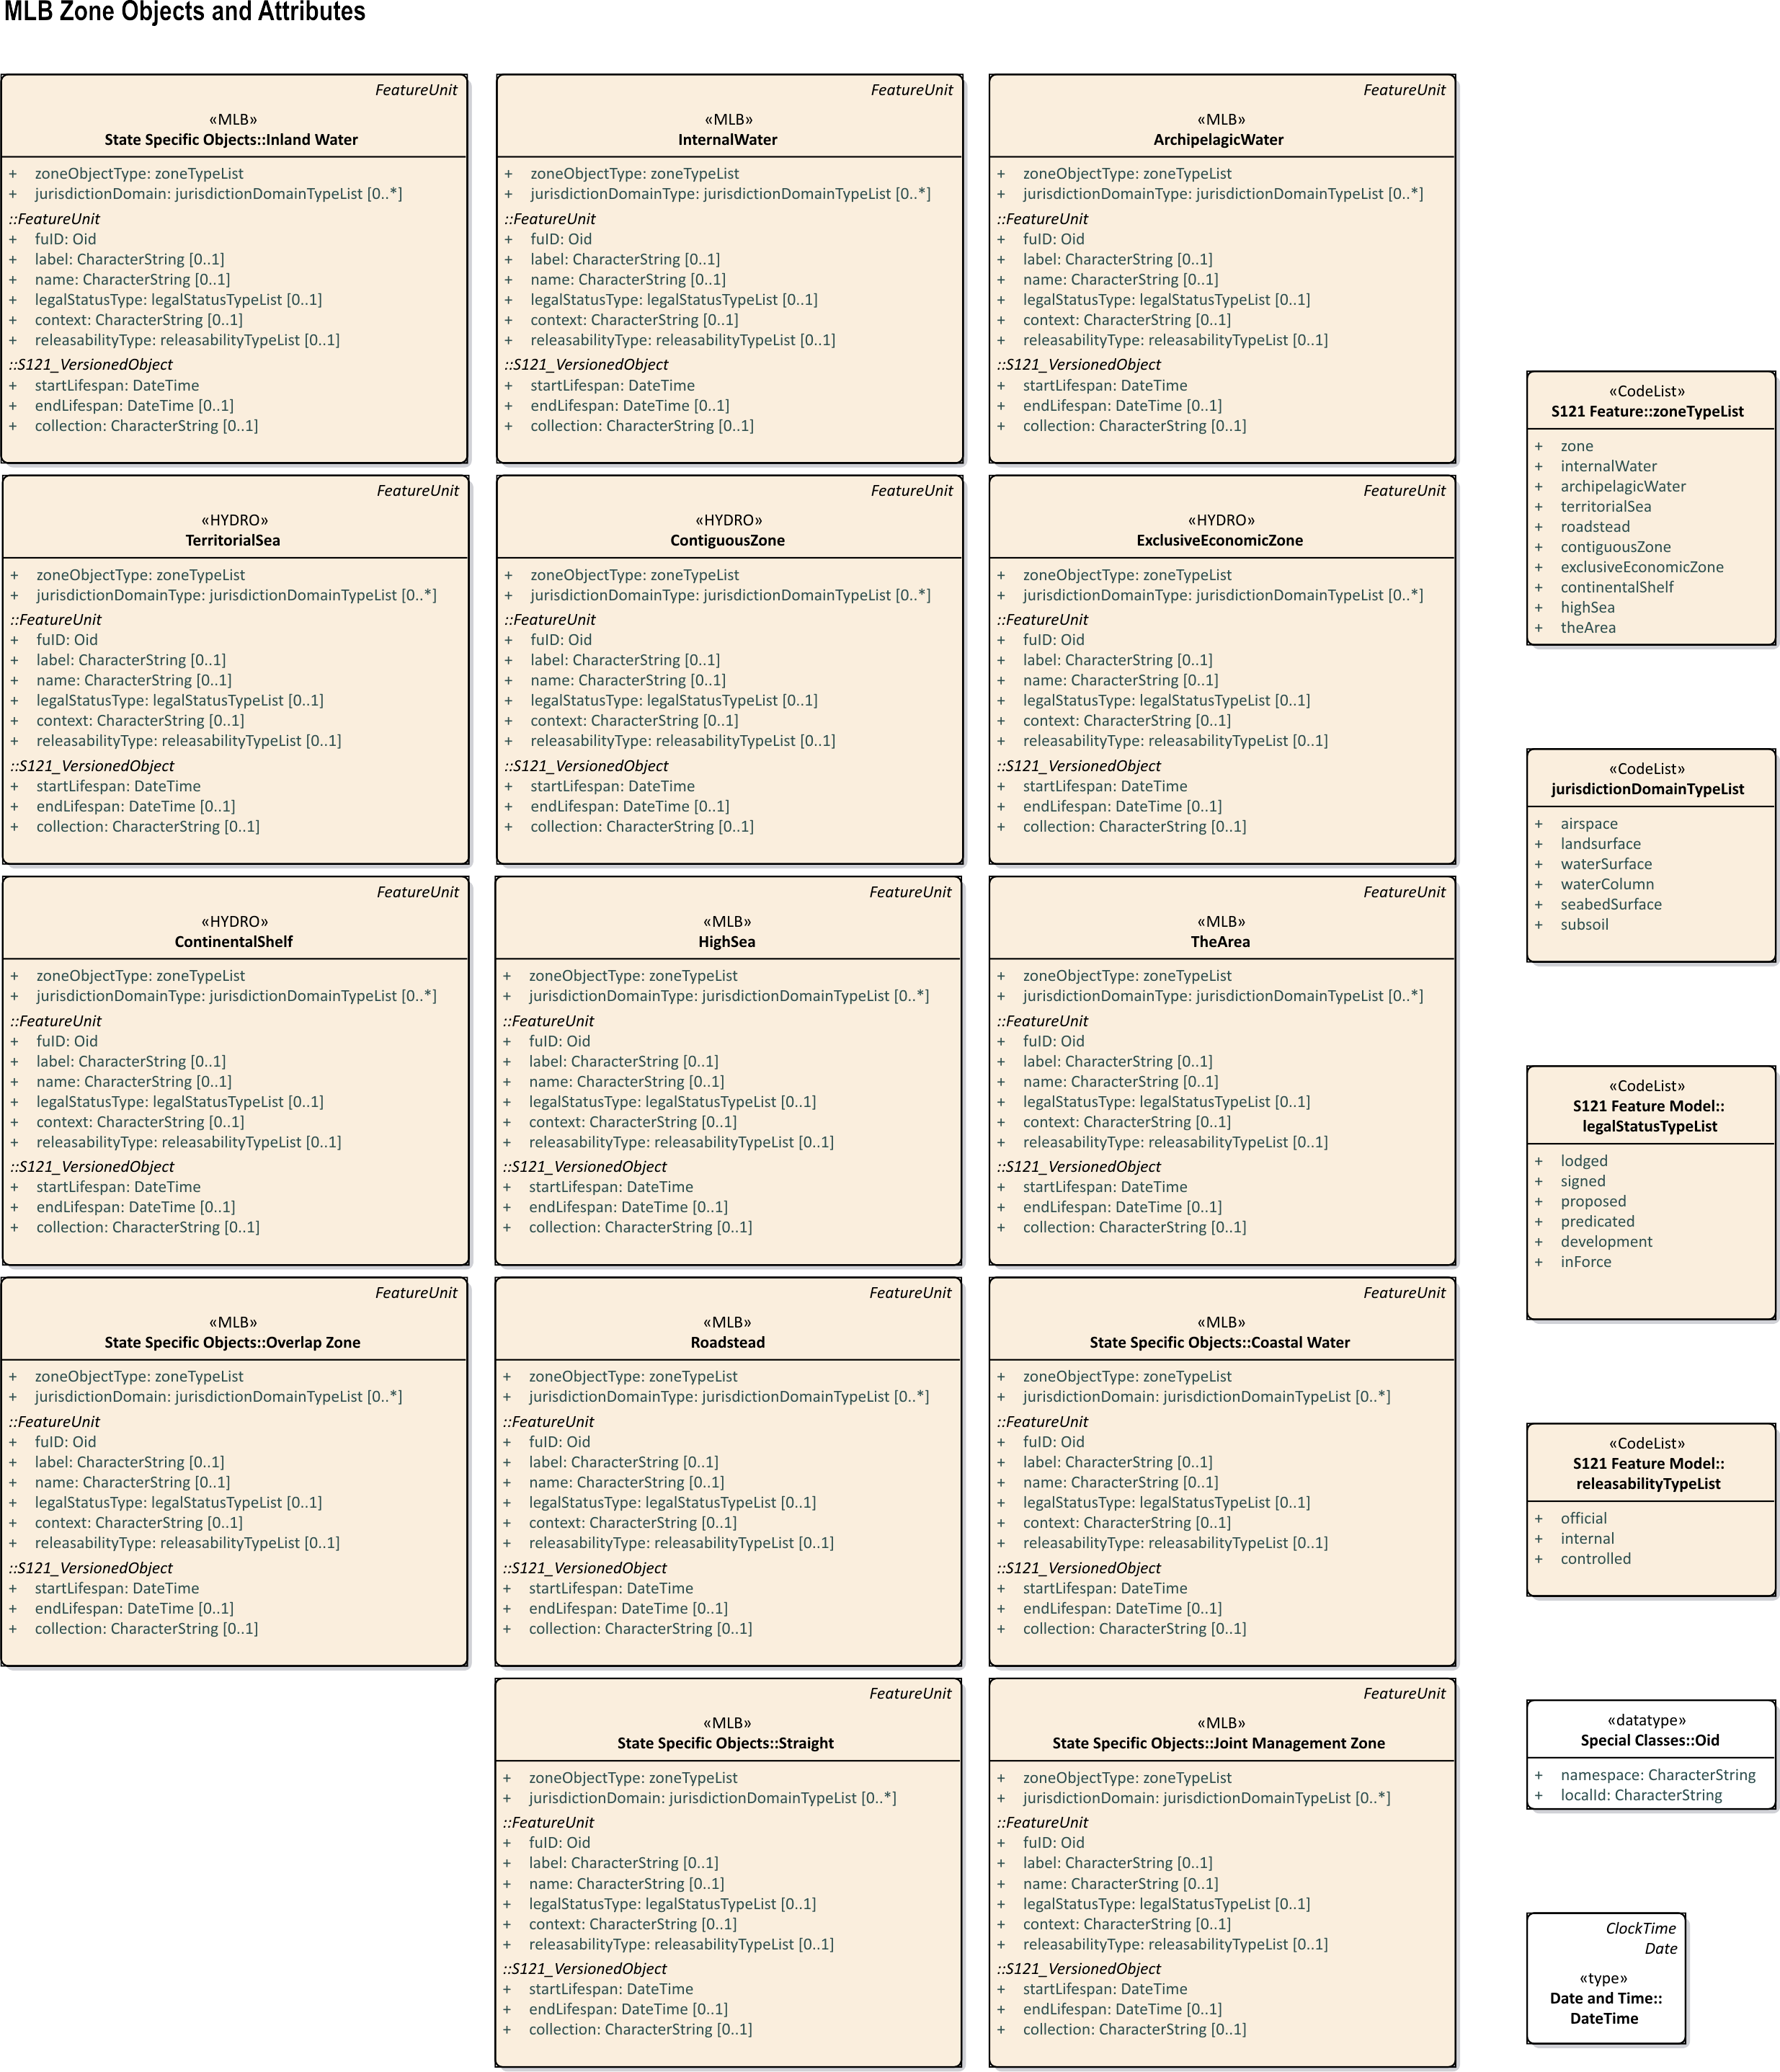 MLB Zone Objects and Attributes
FeatureUnit
«MLB»
State Specific Objects::Inland Water
+ zoneObjectType: zoneTypeList
+ jurisdictionDomain: jurisdictionDomainTypeList [0..*]
::FeatureUnit
+ fuID: Oid
+ label: CharacterString [0..1]
+ name: CharacterString [0..1]
+ legalStatusType: legalStatusTypeList [0..1]
+ context: CharacterString [0..1]
+ releasabilityType: releasabilityTypeList [0..1]
::S121_VersionedObject
+ startLifespan: DateTime
+ endLifespan: DateTime [0..1]
+ collection: CharacterString [0..1]
FeatureUnit
«MLB»
InternalWater
+ zoneObjectType: zoneTypeList
+ jurisdictionDomainType: jurisdictionDomainTypeList [0..*]
::FeatureUnit
+ fuID: Oid
+ label: CharacterString [0..1]
+ name: CharacterString [0..1]
+ legalStatusType: legalStatusTypeList [0..1]
+ context: CharacterString [0..1]
+ releasabilityType: releasabilityTypeList [0..1]
::S121_VersionedObject
+ startLifespan: DateTime
+ endLifespan: DateTime [0..1]
+ collection: CharacterString [0..1]
FeatureUnit
«MLB»
ArchipelagicWater
+ zoneObjectType: zoneTypeList
+ jurisdictionDomainType: jurisdictionDomainTypeList [0..*]
::FeatureUnit
+ fuID: Oid
+ label: CharacterString [0..1]
+ name: CharacterString [0..1]
+ legalStatusType: legalStatusTypeList [0..1]
+ context: CharacterString [0..1]
+ releasabilityType: releasabilityTypeList [0..1]
::S121_VersionedObject
+ startLifespan: DateTime
+ endLifespan: DateTime [0..1]
+ collection: CharacterString [0..1]
FeatureUnit
«HYDRO»
TerritorialSea
+ zoneObjectType: zoneTypeList
+ jurisdictionDomainType: jurisdictionDomainTypeList [0..*]
::FeatureUnit
+ fuID: Oid
+ label: CharacterString [0..1]
+ name: CharacterString [0..1]
+ legalStatusType: legalStatusTypeList [0..1]
+ context: CharacterString [0..1]
+ releasabilityType: releasabilityTypeList [0..1]
::S121_VersionedObject
+ startLifespan: DateTime
+ endLifespan: DateTime [0..1]
+ collection: CharacterString [0..1]
FeatureUnit
«HYDRO»
ContiguousZone
+ zoneObjectType: zoneTypeList
+ jurisdictionDomainType: jurisdictionDomainTypeList [0..*]
::FeatureUnit
+ fuID: Oid
+ label: CharacterString [0..1]
+ name: CharacterString [0..1]
+ legalStatusType: legalStatusTypeList [0..1]
+ context: CharacterString [0..1]
+ releasabilityType: releasabilityTypeList [0..1]
::S121_VersionedObject
+ startLifespan: DateTime
+ endLifespan: DateTime [0..1]
+ collection: CharacterString [0..1]
FeatureUnit
«HYDRO»
ExclusiveEconomicZone
+ zoneObjectType: zoneTypeList
+ jurisdictionDomainType: jurisdictionDomainTypeList [0..*]
::FeatureUnit
+ fuID: Oid
+ label: CharacterString [0..1]
+ name: CharacterString [0..1]
+ legalStatusType: legalStatusTypeList [0..1]
+ context: CharacterString [0..1]
+ releasabilityType: releasabilityTypeList [0..1]
::S121_VersionedObject
+ startLifespan: DateTime
+ endLifespan: DateTime [0..1]
+ collection: CharacterString [0..1]
FeatureUnit
«HYDRO»
ContinentalShelf
+ zoneObjectType: zoneTypeList
+ jurisdictionDomainType: jurisdictionDomainTypeList [0..*]
::FeatureUnit
+ fuID: Oid
+ label: CharacterString [0..1]
+ name: CharacterString [0..1]
+ legalStatusType: legalStatusTypeList [0..1]
+ context: CharacterString [0..1]
+ releasabilityType: releasabilityTypeList [0..1]
::S121_VersionedObject
+ startLifespan: DateTime
+ endLifespan: DateTime [0..1]
+ collection: CharacterString [0..1]
FeatureUnit
«MLB»
HighSea
+ zoneObjectType: zoneTypeList
+ jurisdictionDomainType: jurisdictionDomainTypeList [0..*]
::FeatureUnit
+ fuID: Oid
+ label: CharacterString [0..1]
+ name: CharacterString [0..1]
+ legalStatusType: legalStatusTypeList [0..1]
+ context: CharacterString [0..1]
+ releasabilityType: releasabilityTypeList [0..1]
::S121_VersionedObject
+ startLifespan: DateTime
+ endLifespan: DateTime [0..1]
+ collection: CharacterString [0..1]
FeatureUnit
«MLB»
TheArea
+ zoneObjectType: zoneTypeList
+ jurisdictionDomainType: jurisdictionDomainTypeList [0..*]
::FeatureUnit
+ fuID: Oid
+ label: CharacterString [0..1]
+ name: CharacterString [0..1]
+ legalStatusType: legalStatusTypeList [0..1]
+ context: CharacterString [0..1]
+ releasabilityType: releasabilityTypeList [0..1]
::S121_VersionedObject
+ startLifespan: DateTime
+ endLifespan: DateTime [0..1]
+ collection: CharacterString [0..1]
FeatureUnit
«MLB»
State Specific Objects::Overlap Zone
+ zoneObjectType: zoneTypeList
+ jurisdictionDomain: jurisdictionDomainTypeList [0..*]
::FeatureUnit
+ fuID: Oid
+ label: CharacterString [0..1]
+ name: CharacterString [0..1]
+ legalStatusType: legalStatusTypeList [0..1]
+ context: CharacterString [0..1]
+ releasabilityType: releasabilityTypeList [0..1]
::S121_VersionedObject
+ startLifespan: DateTime
+ endLifespan: DateTime [0..1]
+ collection: CharacterString [0..1]
FeatureUnit
«MLB»
Roadstead
+ zoneObjectType: zoneTypeList
+ jurisdictionDomainType: jurisdictionDomainTypeList [0..*]
::FeatureUnit
+ fuID: Oid
+ label: CharacterString [0..1]
+ name: CharacterString [0..1]
+ legalStatusType: legalStatusTypeList [0..1]
+ context: CharacterString [0..1]
+ releasabilityType: releasabilityTypeList [0..1]
::S121_VersionedObject
+ startLifespan: DateTime
+ endLifespan: DateTime [0..1]
+ collection: CharacterString [0..1]
FeatureUnit
«MLB»
State Specific Objects::Coastal Water
+ zoneObjectType: zoneTypeList
+ jurisdictionDomain: jurisdictionDomainTypeList [0..*]
::FeatureUnit
+ fuID: Oid
+ label: CharacterString [0..1]
+ name: CharacterString [0..1]
+ legalStatusType: legalStatusTypeList [0..1]
+ context: CharacterString [0..1]
+ releasabilityType: releasabilityTypeList [0..1]
::S121_VersionedObject
+ startLifespan: DateTime
+ endLifespan: DateTime [0..1]
+ collection: CharacterString [0..1]
FeatureUnit
«MLB»
State Specific Objects::Straight
+ zoneObjectType: zoneTypeList
+ jurisdictionDomain: jurisdictionDomainTypeList [0..*]
::FeatureUnit
+ fuID: Oid
+ label: CharacterString [0..1]
+ name: CharacterString [0..1]
+ legalStatusType: legalStatusTypeList [0..1]
+ context: CharacterString [0..1]
+ releasabilityType: releasabilityTypeList [0..1]
::S121_VersionedObject
+ startLifespan: DateTime
+ endLifespan: DateTime [0..1]
+ collection: CharacterString [0..1]
FeatureUnit
«MLB»
State Specific Objects::Joint Management Zone
+ zoneObjectType: zoneTypeList
+ jurisdictionDomain: jurisdictionDomainTypeList [0..*]
::FeatureUnit
+ fuID: Oid
+ label: CharacterString [0..1]
+ name: CharacterString [0..1]
+ legalStatusType: legalStatusTypeList [0..1]
+ context: CharacterString [0..1]
+ releasabilityType: releasabilityTypeList [0..1]
::S121_VersionedObject
+ startLifespan: DateTime
+ endLifespan: DateTime [0..1]
+ collection: CharacterString [0..1]
«CodeList»
S121 Feature::zoneTypeList
+ zone
+ internalWater
+ archipelagicWater
+ territorialSea
+ roadstead
+ contiguousZone
+ exclusiveEconomicZone
+ continentalShelf
+ highSea
+ theArea
«CodeList»
jurisdictionDomainTypeList
+ airspace
+ landsurface
+ waterSurface
+ waterColumn
+ seabedSurface
+ subsoil
«CodeList»
S121 Feature Model::
legalStatusTypeList
+ lodged
+ signed
+ proposed
+ predicated
+ development
+ inForce
«CodeList»
S121 Feature Model::
releasabilityTypeList
+ official
+ internal
+ controlled
«datatype»
Special Classes::Oid
+ namespace: CharacterString
+ localId: CharacterString
ClockTime
Date
«type»
Date and Time::
DateTime